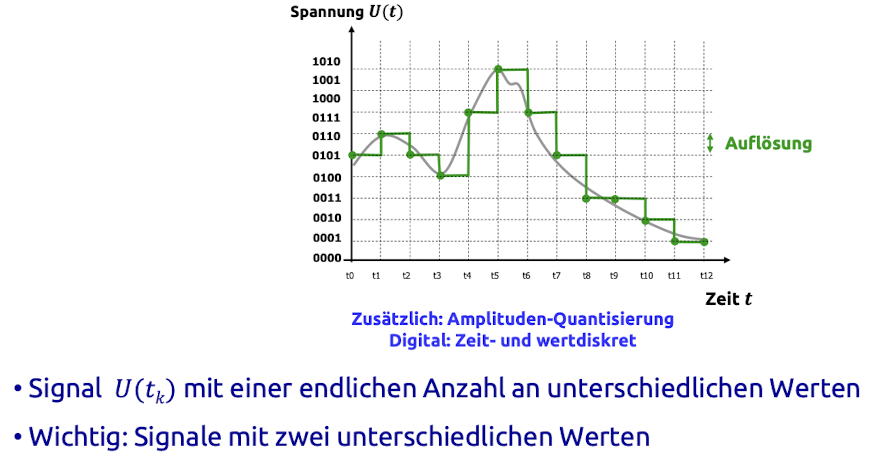 Spannung U(t)
1010
1001
1000
0111
0110
0101
0100
0011
0010
0001
0000
Auflösung
t0 t1 t2 t3 t4 t5 t6 t7 t8 t9 t10 t11 t12
Zeit t
Zusätzlich: Amplituden-Quantisierung
Digital: Zeit- und wertdiskret
• Signal U(tₖ) mit einer endlichen Anzahl an unterschiedlichen Werten
• Wichtig: Signale mit zwei unterschiedlichen Werten